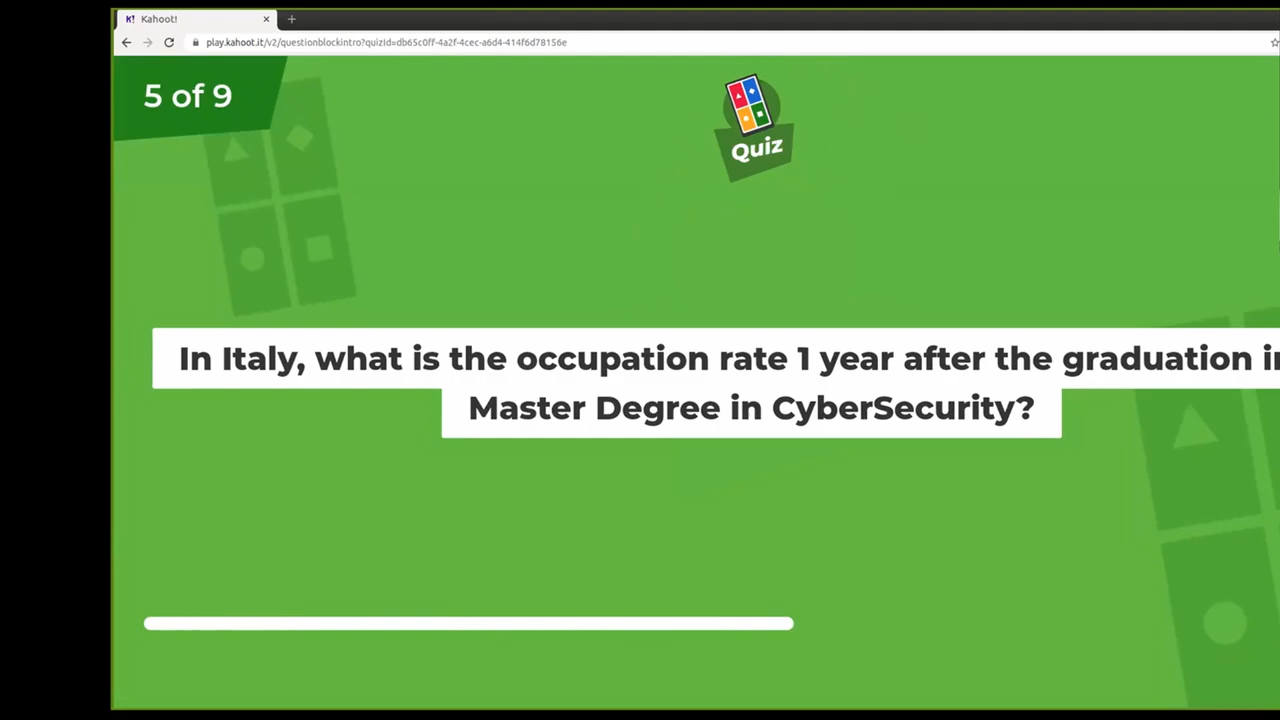 K! Kahoot!
play.kahoot.it/v2/questionblockintro?quizId=db65c0ff-4a2f-4cec-a6d4-414f6d78156e
5 of 9
Quiz
In Italy, what is the occupation rate 1 year after the graduation in
Master Degree in CyberSecurity?